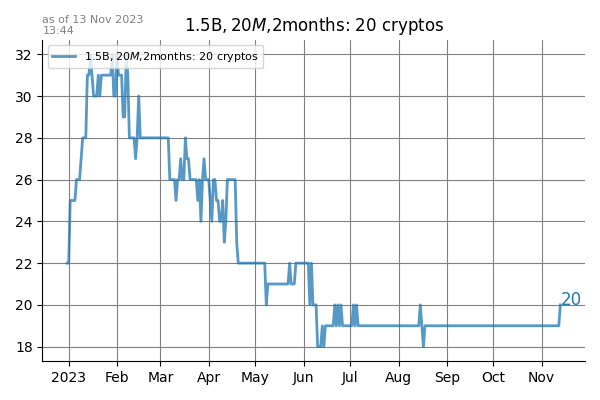 as of 13 Nov 2023
13:44
1.5B, 20M,2months: 20 cryptos
1.5B, 20M,2months: 20 cryptos
32
30
28
26
24
22
20
18
20
2023 Feb Mar Apr May Jun Jul Aug Sep Oct Nov